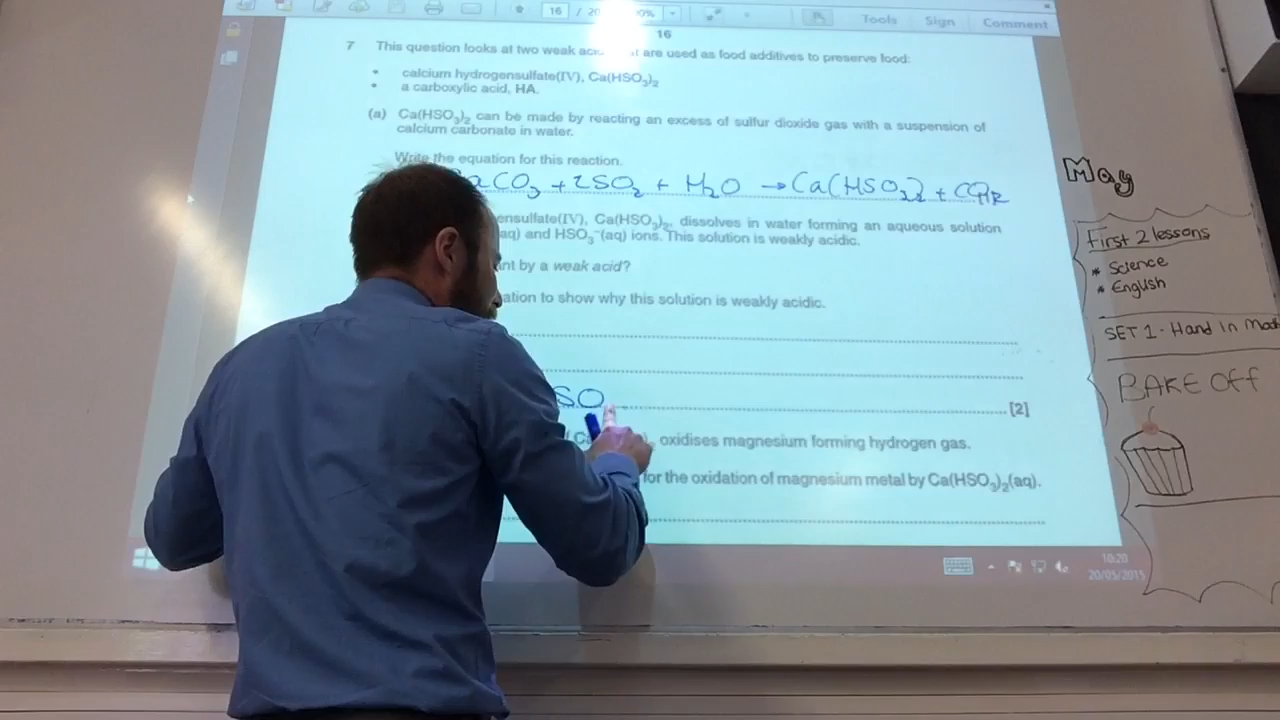 16 / 20
Tools Sign Comment
16
7 This question looks at two weak are used as food additives to preserve food:
• calcium hydrogensulfate(IV), Ca(HSO₃)₂
• a carboxylic acid, HA.
(a) Ca(HSO₃)₂ can be made by reacting an excess of sulfur dioxide gas with a suspension of
calcium carbonate in water.
Write the equation for this reaction.
aCO₃ + 2SO₂ + H₂O → Ca(HSO₃)₂ +
ensulfate(IV), Ca(HSO₃)₂, dissolves in water forming an aqueous solution
aq) and HSO₃⁻(aq) ions. This solution is weakly acidic.
nt by a weak acid?
ation to show why this solution is weakly acidic.
SO
[2]
oxidises magnesium forming hydrogen gas.
for the oxidation of magnesium metal by Ca(HSO₃)₂(aq).
10:20
20/05/2015
May
First 2 lessons
* Science
* English
SET 1 - Hand In
BAKE OFF